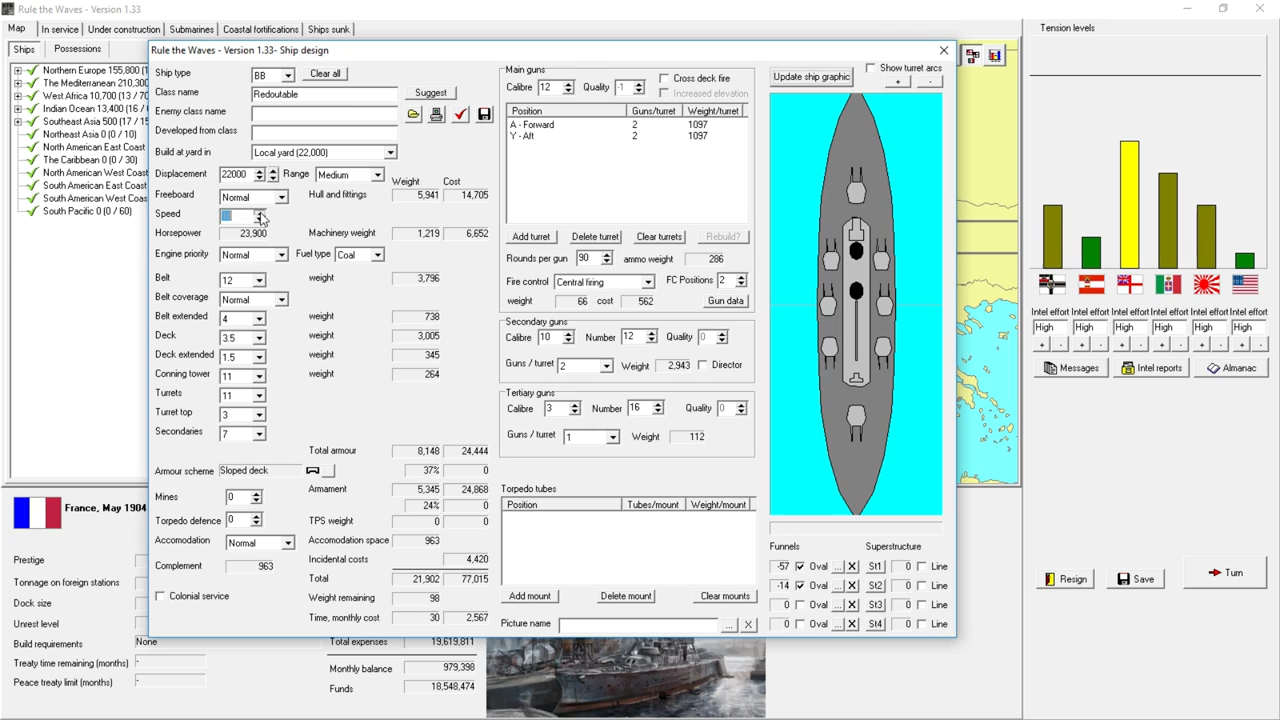 Rule the Waves - Version 1.33
Map In service Under construction Submarines Coastal fortifications Ships sunk
Ships Possessions
Northern Europe 155,800 (1
The Mediterranean 210,300
West Africa 10,700 (13 / 7
Indian Ocean 13,400 (16 /
Southeast Asia 500 (17 / 15
Northeast Asia 0 (0 / 10)
North American East Coast
The Caribbean 0 (0 / 30)
North American West Coas
South American East Coast
South American West Coas
South Pacific 0 (0 / 60)
France, May 1904
Prestige
Tonnage on foreign stations
Dock size
Unrest level
Build requirements None
Treaty time remaining (months) -
Peace treaty limit (months) -
Total expenses 19,619,811
Monthly balance 979,398
Funds 18,548,474
Rule the Waves - Version 1.33- Ship design
Ship type BB Clear all
Class name Redoutable Suggest
Enemy class name
Developed from class
Build at yard in Local yard (22,000)
Displacement 22000 Range Medium
Weight Cost
Freeboard Normal Hull and fittings 5,941 14,705
Speed
Horsepower 23,900 Machinery weight 1,219 6,652
Engine priority Normal Fuel type Coal
Belt 12 weight 3,796
Belt coverage Normal
Belt extended 4 weight 738
Deck 3.5 weight 3,005
Deck extended 1.5 weight 345
Conning tower 11 weight 264
Turrets 11
Turret top 3
Secondaries 7
Total armour 8,148 24,444
Armour scheme Sloped deck 37% 0
Armament 5,345 24,868
Mines 0 24% 0
Torpedo defence 0 TPS weight 0 0
Accomodation Normal Accomodation space 963
Incidental costs 4,420
Complement 963
Total 21,902 77,015
Colonial service Weight remaining 98
Time, monthly cost 30 2,567
Main guns
Calibre 12 Quality -1 Cross deck fire
Increased elevation
Position Guns/turret Weight/turret
A - Forward 2 1097
Y - Aft 2 1097
Add turret Delete turret Clear turrets Rebuild?
Rounds per gun 90 ammo weight 286
Fire control Central firing FC Positions 2
weight 66 cost 562 Gun data
Secondary guns
Calibre 10 Number 12 Quality 0
Guns / turret 2 Weight 2,943 Director
Tertiary guns
Calibre 3 Number 16 Quality 0
Guns / turret 1 Weight 112
Torpedo tubes
Position Tubes/mount Weight/mount
Add mount Delete mount Clear mounts
Picture name ... X
Update ship graphic Show turret arcs
+ -
Funnels Superstructure
-57 Oval ... X St1 0 Line
-14 Oval ... X St2 0 Line
0 Oval ... X St3 0 Line
0 Oval ... X St4 0 Line
Tension levels
Intel effort Intel effort Intel effort Intel effort Intel effort Intel effort
High High High High High High
+ - + - + - + - + - + -
Messages Intel reports Almanac
Resign Save Turn